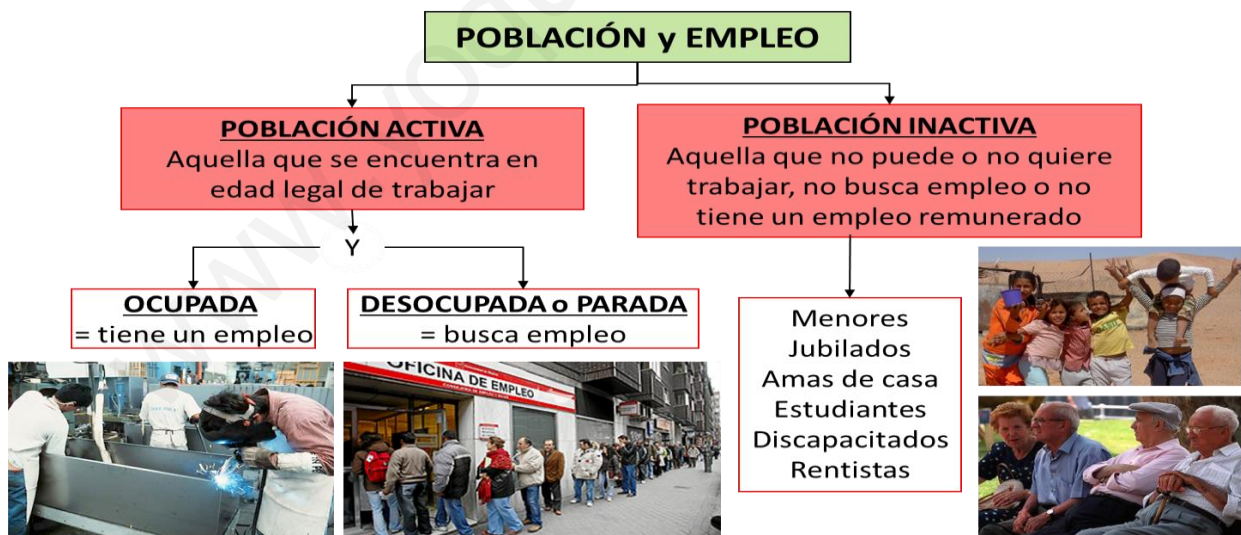 POBLACIÓN y EMPLEO
POBLACIÓN ACTIVA
Aquella que se encuentra en
edad legal de trabajar
POBLACIÓN INACTIVA
Aquella que no puede o no quiere
trabajar, no busca empleo o no
tiene un empleo remunerado
Y
OCUPADA
= tiene un empleo
DESOCUPADA o PARADA
= busca empleo
Menores
Jubilados
Amas de casa
Estudiantes
Discapacitados
Rentistas
OFICINA DE EMPLEO